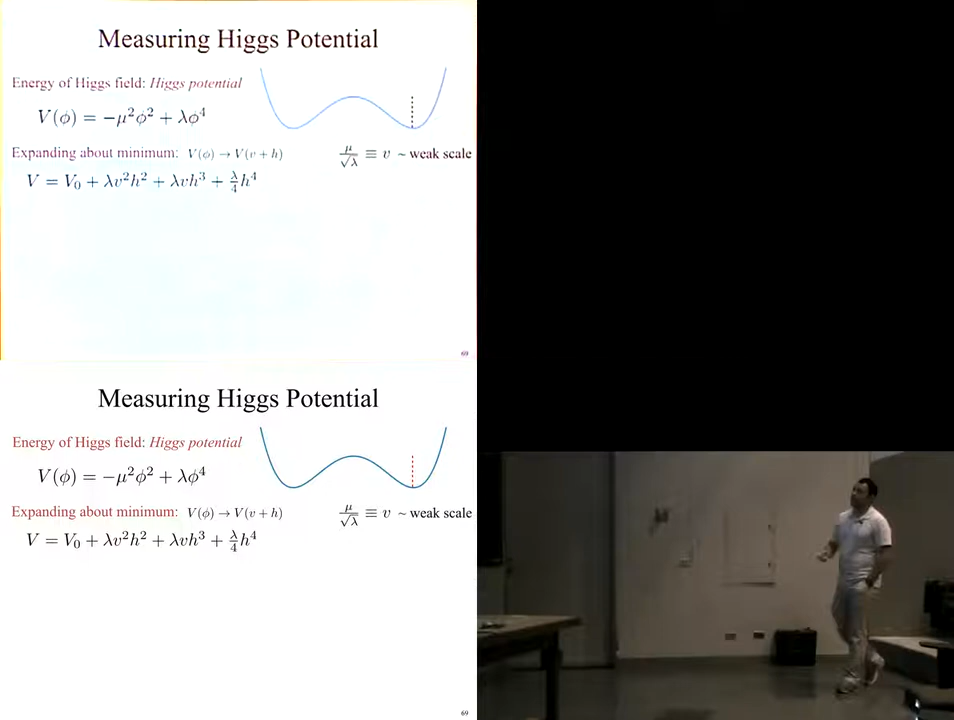 Measuring Higgs Potential
Energy of Higgs field: Higgs potential
V(ϕ) = −μ²ϕ² + λϕ⁴
Expanding about minimum: V(ϕ) → V(v + h)
μ/√λ ≡ v ~ weak scale
V = V₀ + λv²h² + λvh³ + λ/4 h⁴
69
Measuring Higgs Potential
Energy of Higgs field: Higgs potential
V(ϕ) = −μ²ϕ² + λϕ⁴
Expanding about minimum: V(ϕ) → V(v + h)
μ/√λ ≡ v ~ weak scale
V = V₀ + λv²h² + λvh³ + λ/4 h⁴
69